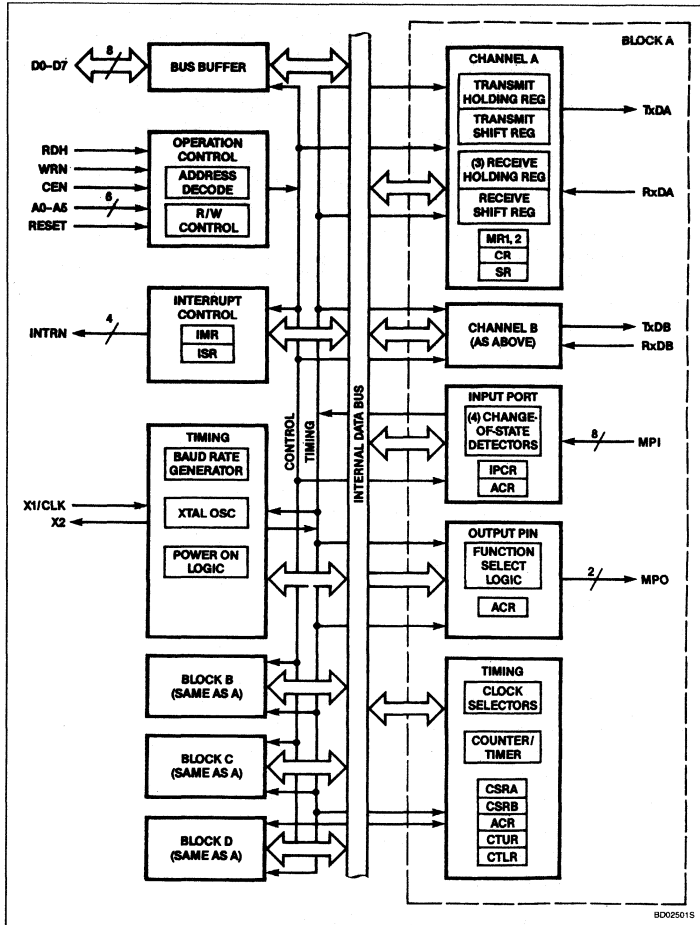 BLOCK A
D0–D7
8
BUS BUFFER
RDH
WRN
CEN
A0–A5
6
RESET
OPERATION
CONTROL
ADDRESS
DECODE
R/W
CONTROL
INTRN
4
INTERRUPT
CONTROL
IMR
ISR
X1/CLK
X2
TIMING
BAUD RATE
GENERATOR
XTAL OSC
POWER ON
LOGIC
BLOCK B
(SAME AS A)
BLOCK C
(SAME AS A)
BLOCK D
(SAME AS A)
CONTROL
TIMING
INTERNAL DATA BUS
CHANNEL A
TRANSMIT
HOLDING REG
TRANSMIT
SHIFT REG
(3) RECEIVE
HOLDING REG
RECEIVE
SHIFT REG
MR1, 2
CR
SR
TxDA
RxDA
CHANNEL B
(AS ABOVE)
TxDB
RxDB
INPUT PORT
(4) CHANGE-
OF-STATE
DETECTORS
IPCR
ACR
8
MPI
OUTPUT PIN
FUNCTION
SELECT
LOGIC
ACR
2
MPO
TIMING
CLOCK
SELECTORS
COUNTER/
TIMER
CSRA
CSRB
ACR
CTUR
CTLR
BD02501S